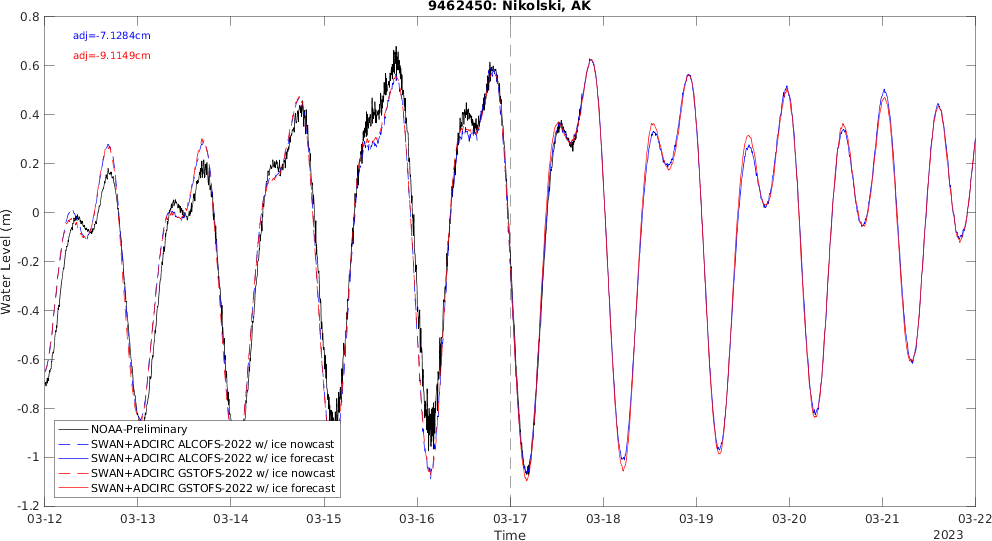 9462450: Nikolski, AK
adj=-7.1284cm
adj=-9.1149cm
0.8
0.6
0.4
0.2
0
-0.2
-0.4
-0.6
-0.8
-1
-1.2
Water Level (m)
NOAA-Preliminary
SWAN+ADCIRC ALCOFS-2022 w/ ice nowcast
SWAN+ADCIRC ALCOFS-2022 w/ ice forecast
SWAN+ADCIRC GSTOFS-2022 w/ ice nowcast
SWAN+ADCIRC GSTOFS-2022 w/ ice forecast
03-12 03-13 03-14 03-15 03-16 03-17 03-18 03-19 03-20 03-21 03-22
Time
2023